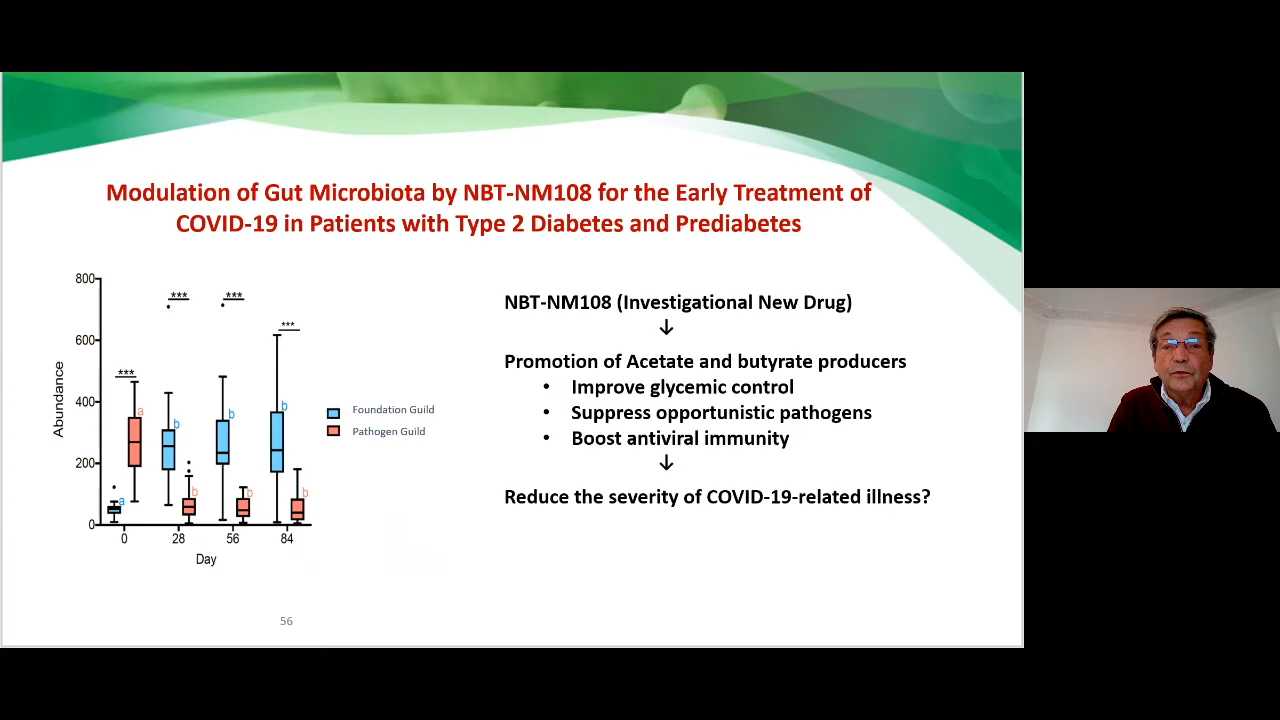 Modulation of Gut Microbiota by NBT-NM108 for the Early Treatment of
COVID-19 in Patients with Type 2 Diabetes and Prediabetes
800
600
400
200
0
Abundance
***
***
***
***
a
a
b
b
b
b
b
b
0 28 56 84
Day
Foundation Guild
Pathogen Guild
NBT-NM108 (Investigational New Drug)
↓
Promotion of Acetate and butyrate producers
• Improve glycemic control
• Suppress opportunistic pathogens
• Boost antiviral immunity
↓
Reduce the severity of COVID-19-related illness?
56